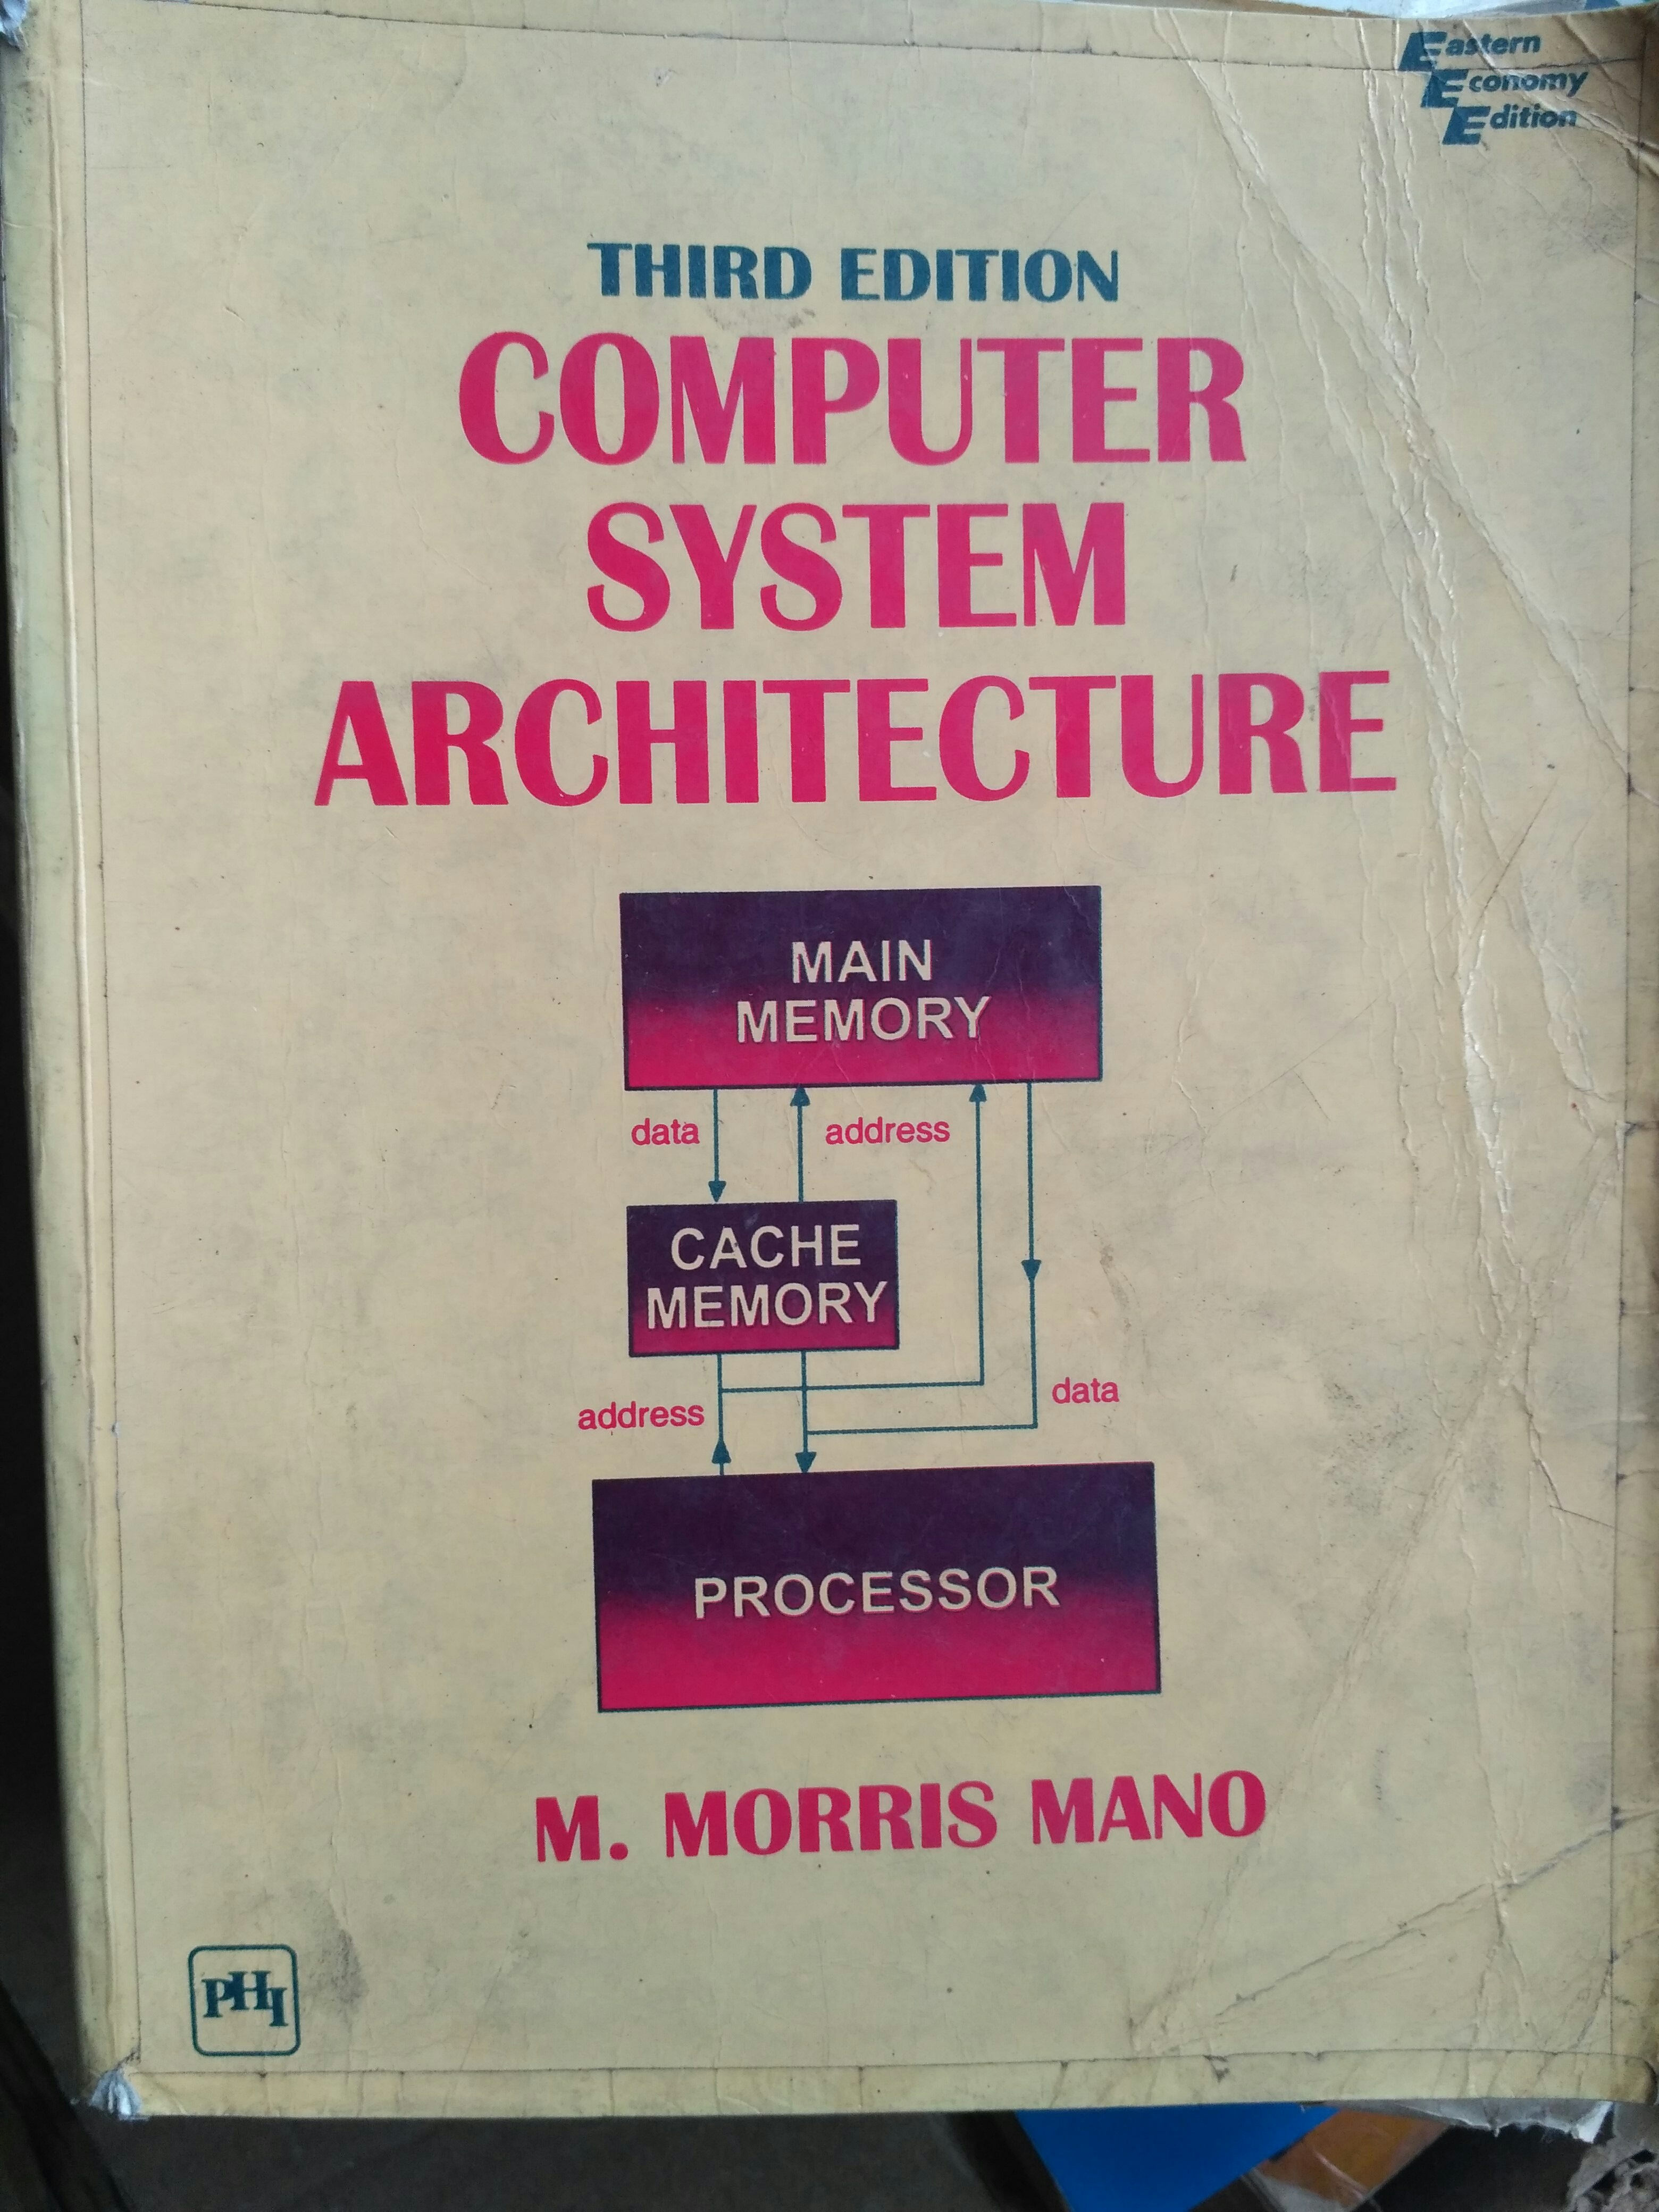 Eastern
Economy
Edition
THIRD EDITION
COMPUTER
SYSTEM
ARCHITECTURE
MAIN
MEMORY
data
address
CACHE
MEMORY
address
data
PROCESSOR
M. MORRIS MANO
PHI